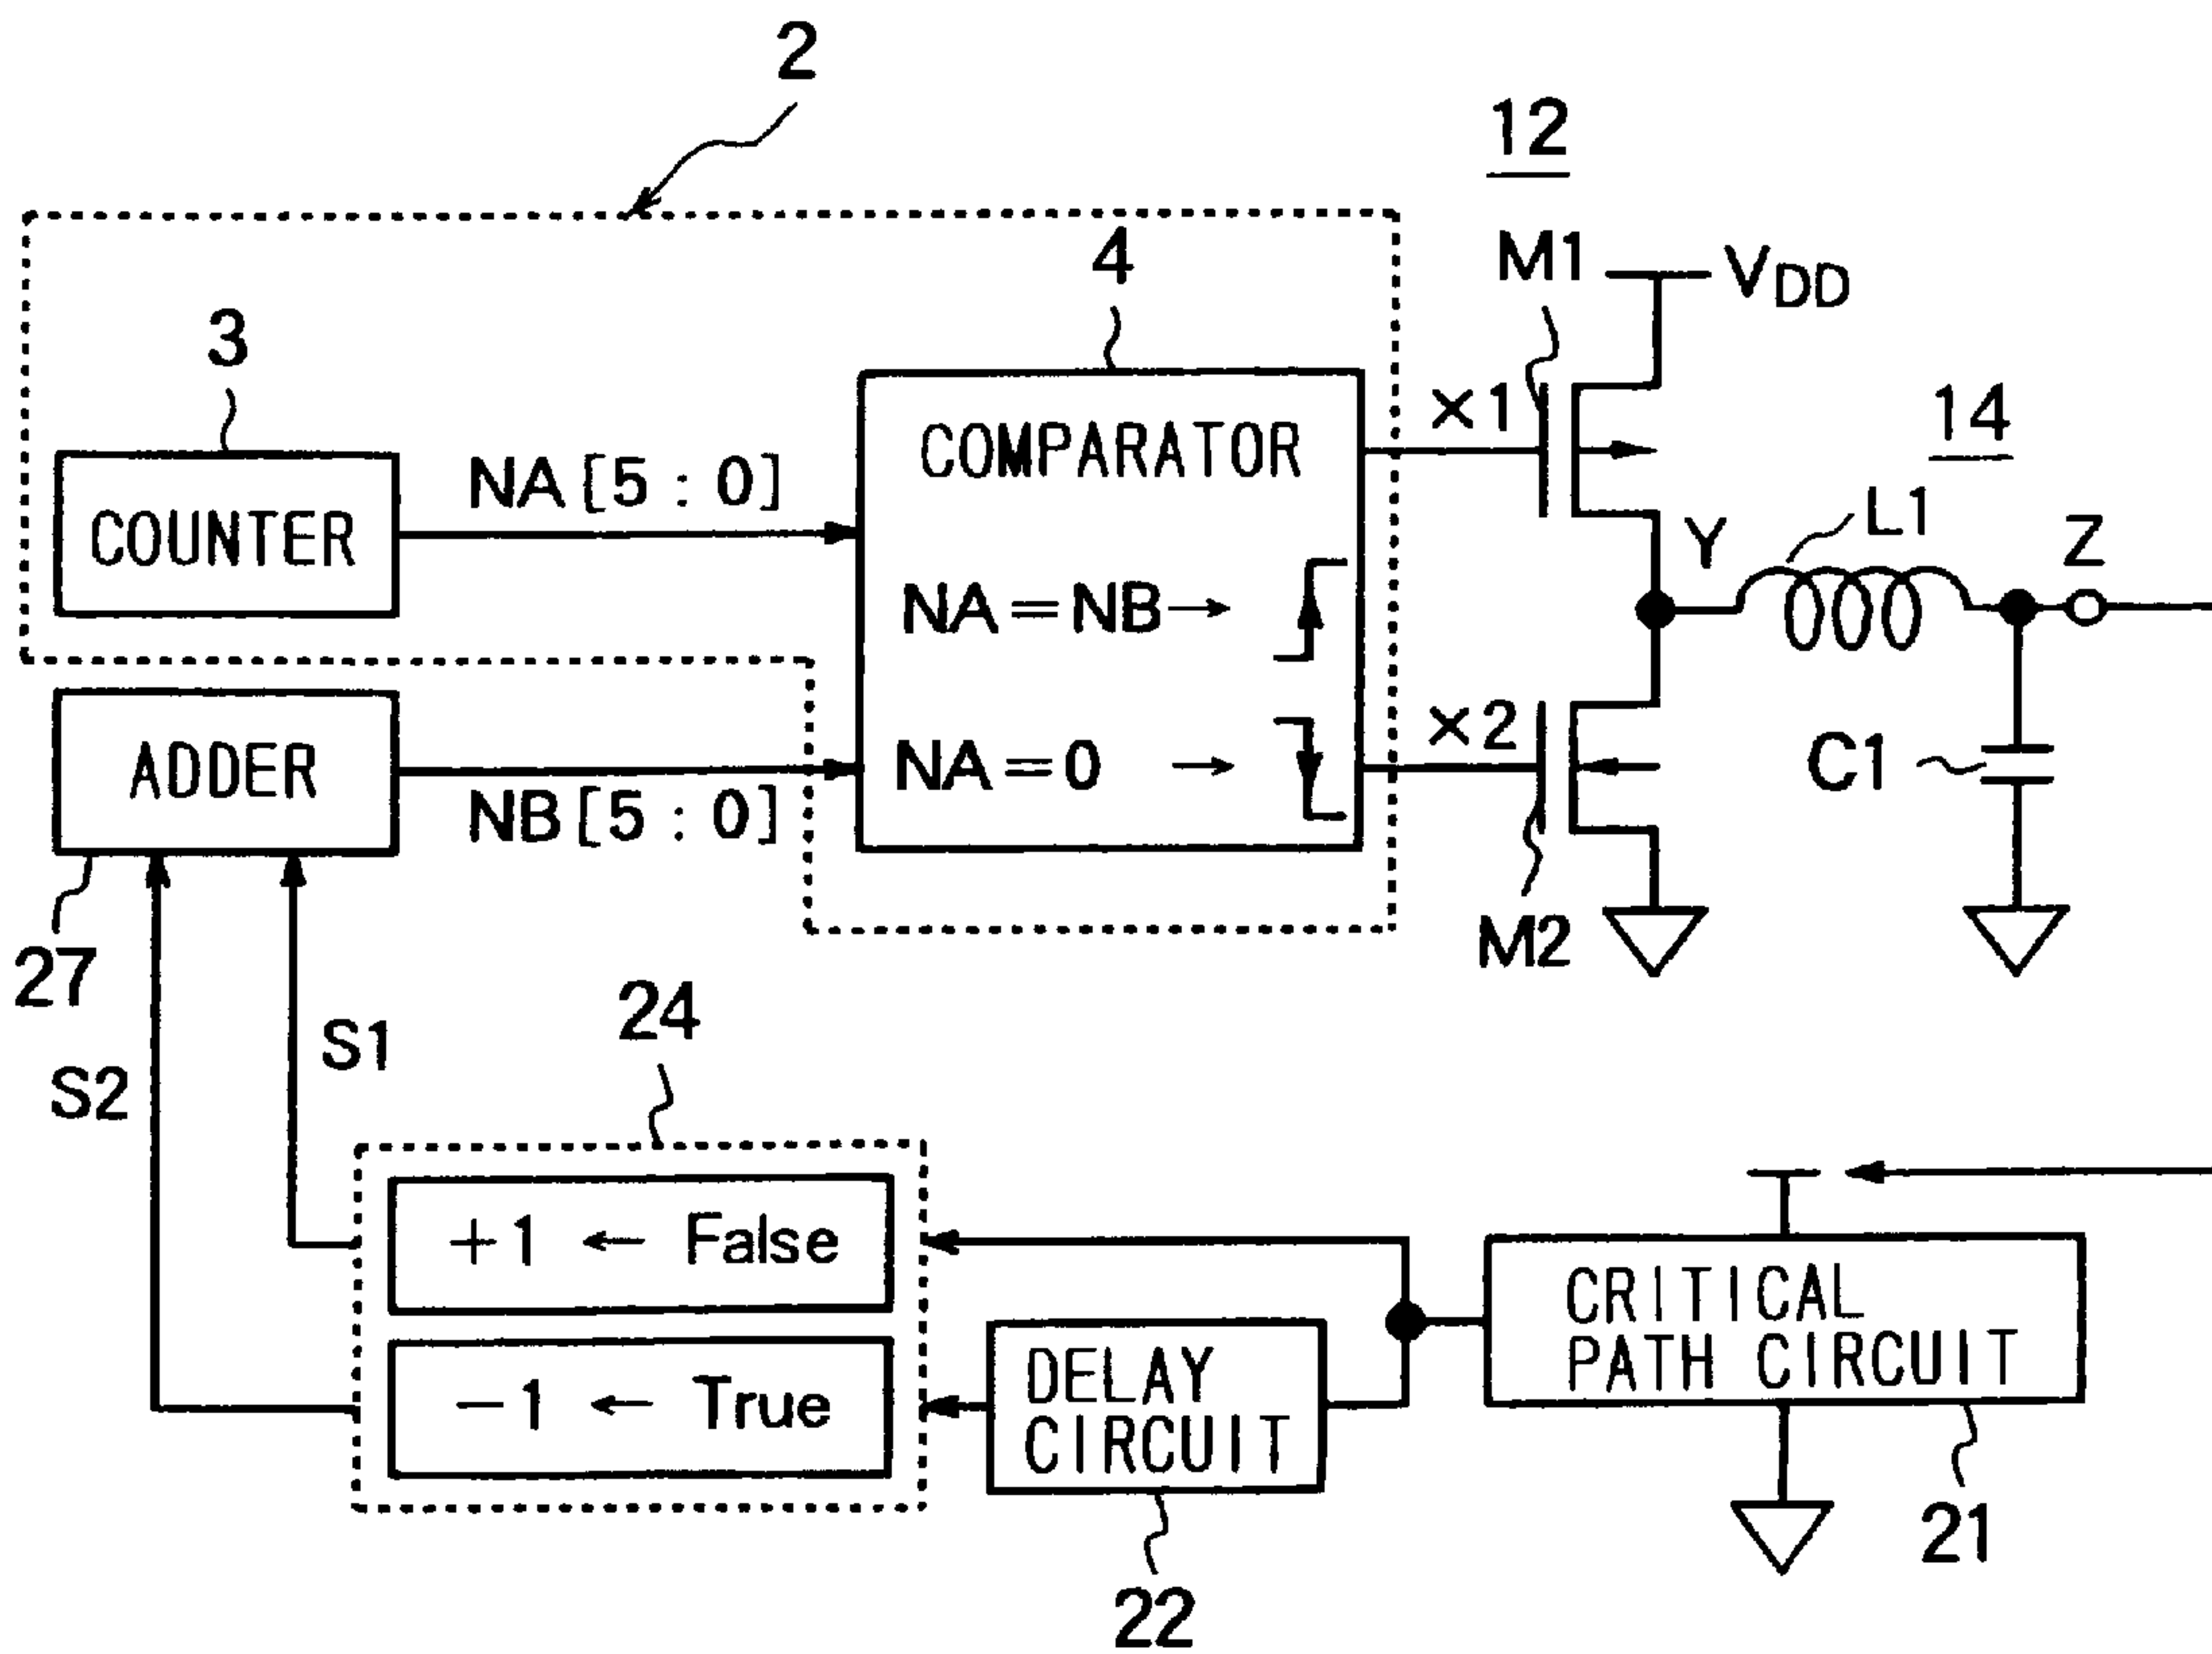 2
12
M1
VDD
4
3
×1
14
COMPARATOR
COUNTER
NA[5:0]
L1
Y
Z
NA=NB→
ADDER
NB[5:0]
NA=0 →
×2
C1
M2
27
24
S1
S2
+1 ← False
CRITICAL
PATH CIRCUIT
−1 ← True
DELAY
CIRCUIT
21
22